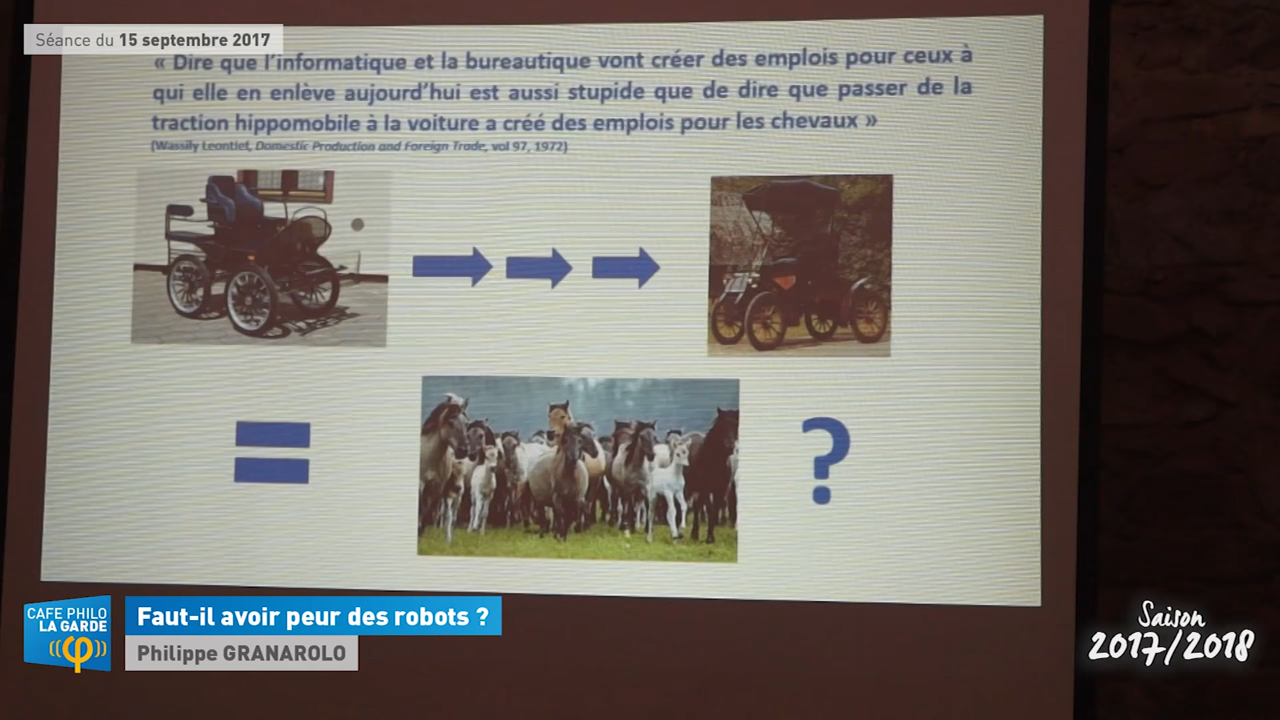 Séance du 15 septembre 2017
« Dire que l'informatique et la bureautique vont créer des emplois pour ceux à
qui elle en enlève aujourd'hui est aussi stupide que de dire que passer de la
traction hippomobile à la voiture a créé des emplois pour les chevaux »
(Wassily Leontief, Domestic Production and Foreign Trade, vol 97, 1972)
=
?
CAFE PHILO
LA GARDE
((φ))
Faut-il avoir peur des robots ?
Philippe GRANAROLO
Saison
2017/2018